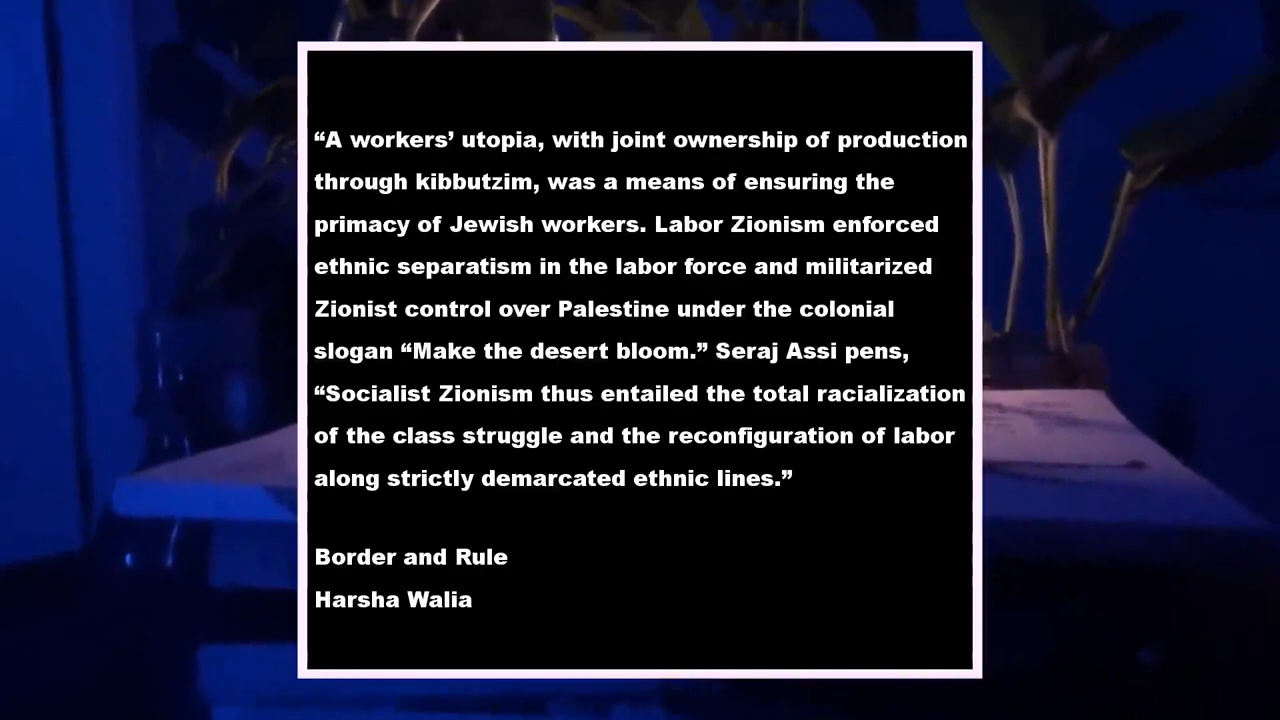 “A workers’ utopia, with joint ownership of production
through kibbutzim, was a means of ensuring the
primacy of Jewish workers. Labor Zionism enforced
ethnic separatism in the labor force and militarized
Zionist control over Palestine under the colonial
slogan “Make the desert bloom.” Seraj Assi pens,
“Socialist Zionism thus entailed the total racialization
of the class struggle and the reconfiguration of labor
along strictly demarcated ethnic lines.”
Border and Rule
Harsha Walia